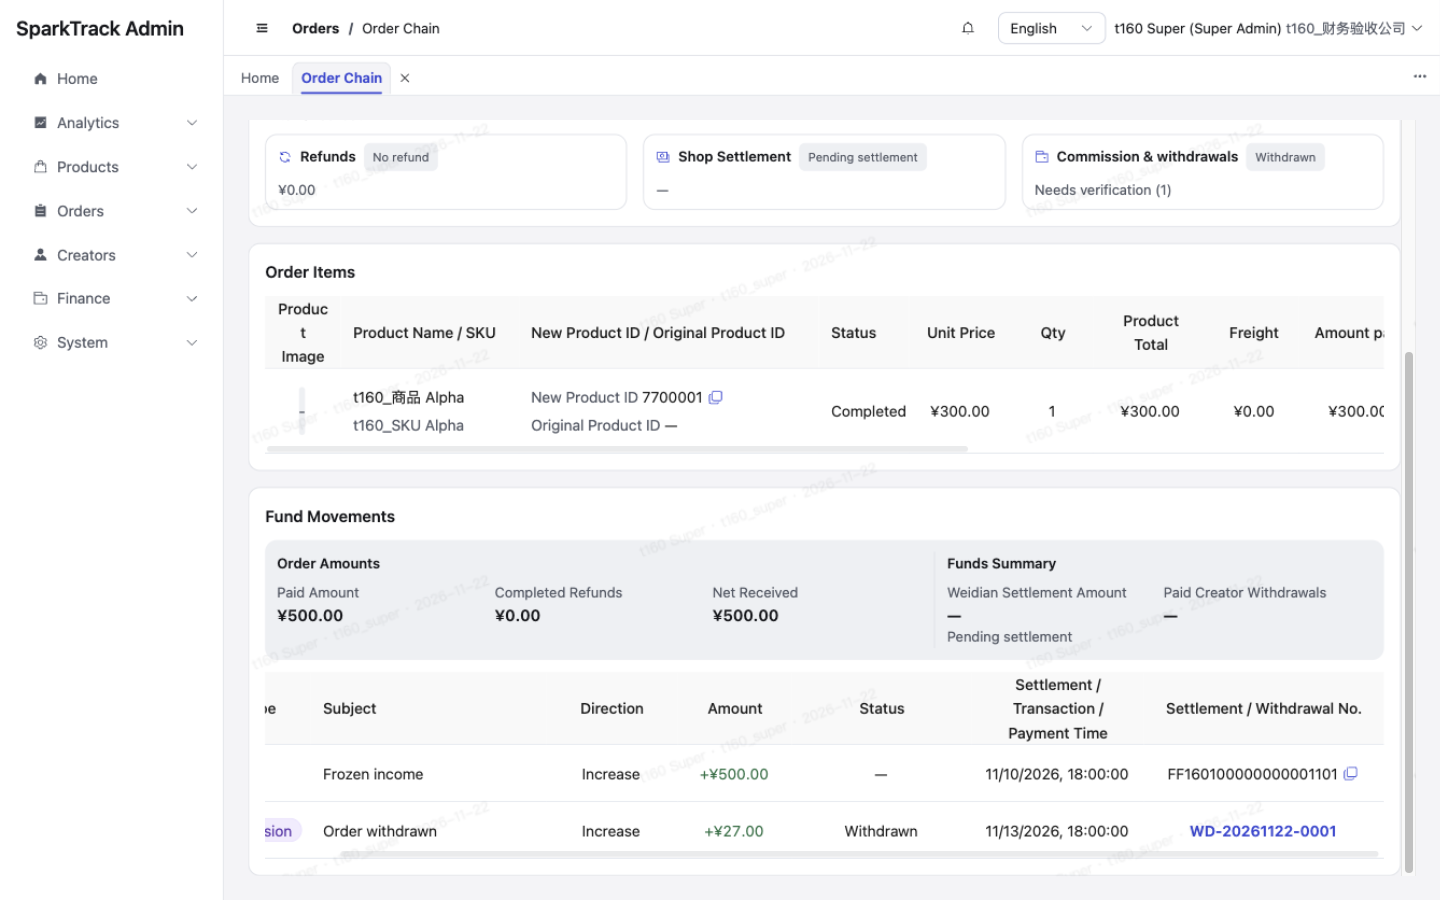 SparkTrack Admin
Orders / Order Chain
English
t160 Super (Super Admin) t160_财务验收公司
Home
Analytics
Products
Orders
Creators
Finance
System
Home
Order Chain
Refunds
No refund
¥0.00
Shop Settlement
Pending settlement
—
Commission & withdrawals
Withdrawn
Needs verification (1)
Order Items
Produc
t
Image
Product Name / SKU
New Product ID / Original Product ID
Status
Unit Price
Qty
Product
Total
Freight
Amount pa
-
t160_商品 Alpha
t160_SKU Alpha
New Product ID 7700001
Original Product ID —
Completed
¥300.00
1
¥300.00
¥0.00
¥300.00
Fund Movements
Order Amounts
Paid Amount
¥500.00
Completed Refunds
¥0.00
Net Received
¥500.00
Funds Summary
Weidian Settlement Amount
—
Pending settlement
Paid Creator Withdrawals
—
pe
Subject
Direction
Amount
Status
Settlement /
Transaction /
Payment Time
Settlement / Withdrawal No.
Frozen income
Increase
+¥500.00
—
11/10/2026, 18:00:00
FF160100000000001101
sion
Order withdrawn
Increase
+¥27.00
Withdrawn
11/13/2026, 18:00:00
WD-20261122-0001
t160 Super · t160_super · 2026-11-22